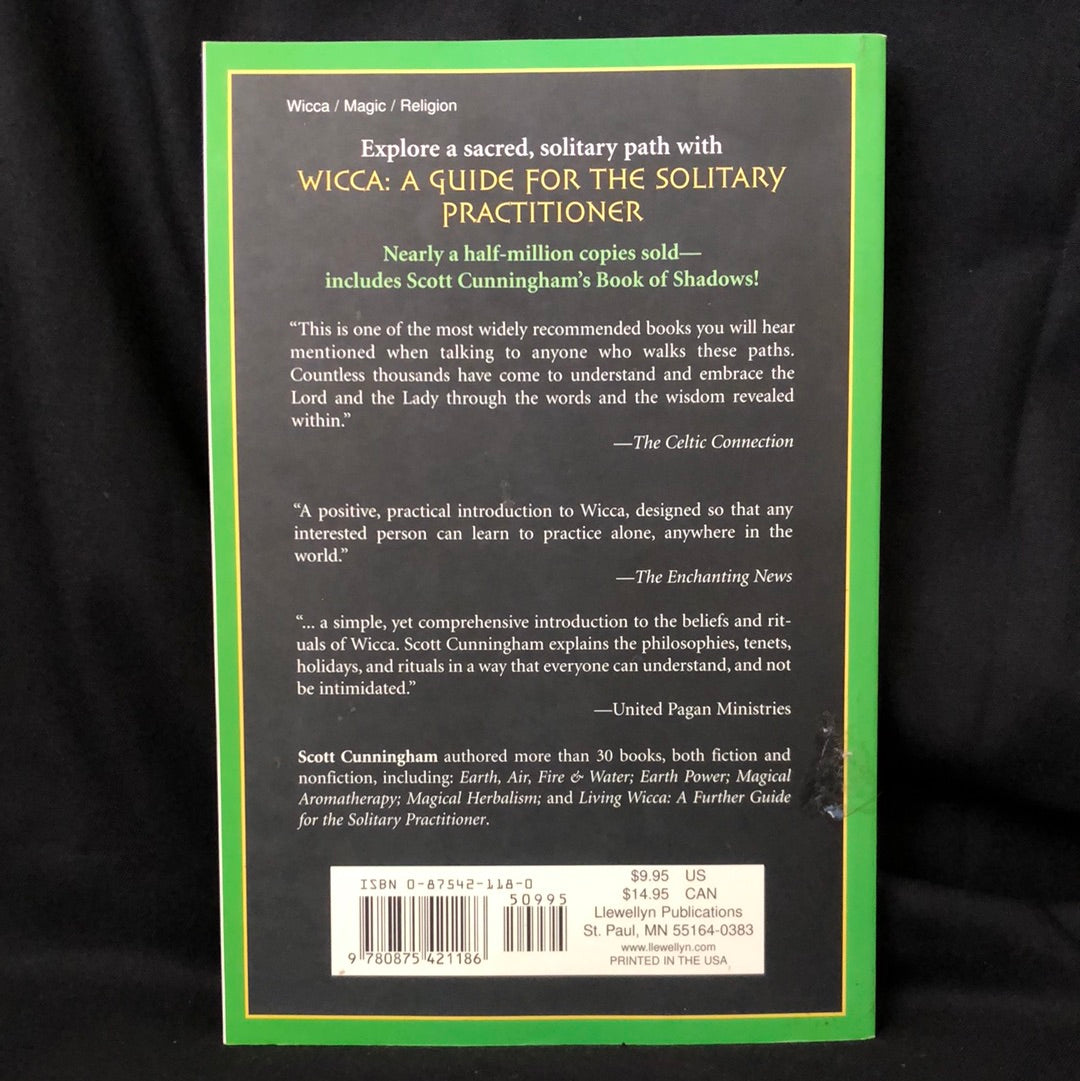 Wicca / Magic / Religion
Explore a sacred, solitary path with
WICCA: A GUIDE FOR THE SOLITARY
PRACTITIONER
Nearly a half-million copies sold—
includes Scott Cunningham's Book of Shadows!
“This is one of the most widely recommended books you will hear
mentioned when talking to anyone who walks these paths.
Countless thousands have come to understand and embrace the
Lord and the Lady through the words and the wisdom revealed
within.”
—The Celtic Connection
“A positive, practical introduction to Wicca, designed so that any
interested person can learn to practice alone, anywhere in the
world.”
—The Enchanting News
“... a simple, yet comprehensive introduction to the beliefs and rit-
uals of Wicca. Scott Cunningham explains the philosophies, tenets,
holidays, and rituals in a way that everyone can understand, and not
be intimidated.”
—United Pagan Ministries
Scott Cunningham authored more than 30 books, both fiction and
nonfiction, including: Earth, Air, Fire & Water; Earth Power; Magical
Aromatherapy; Magical Herbalism; and Living Wicca: A Further Guide
for the Solitary Practitioner.
ISBN 0-87542-118-0
50995
9 780875 421186
$9.95 US
$14.95 CAN
Llewellyn Publications
St. Paul, MN 55164-0383
www.llewellyn.com
PRINTED IN THE USA